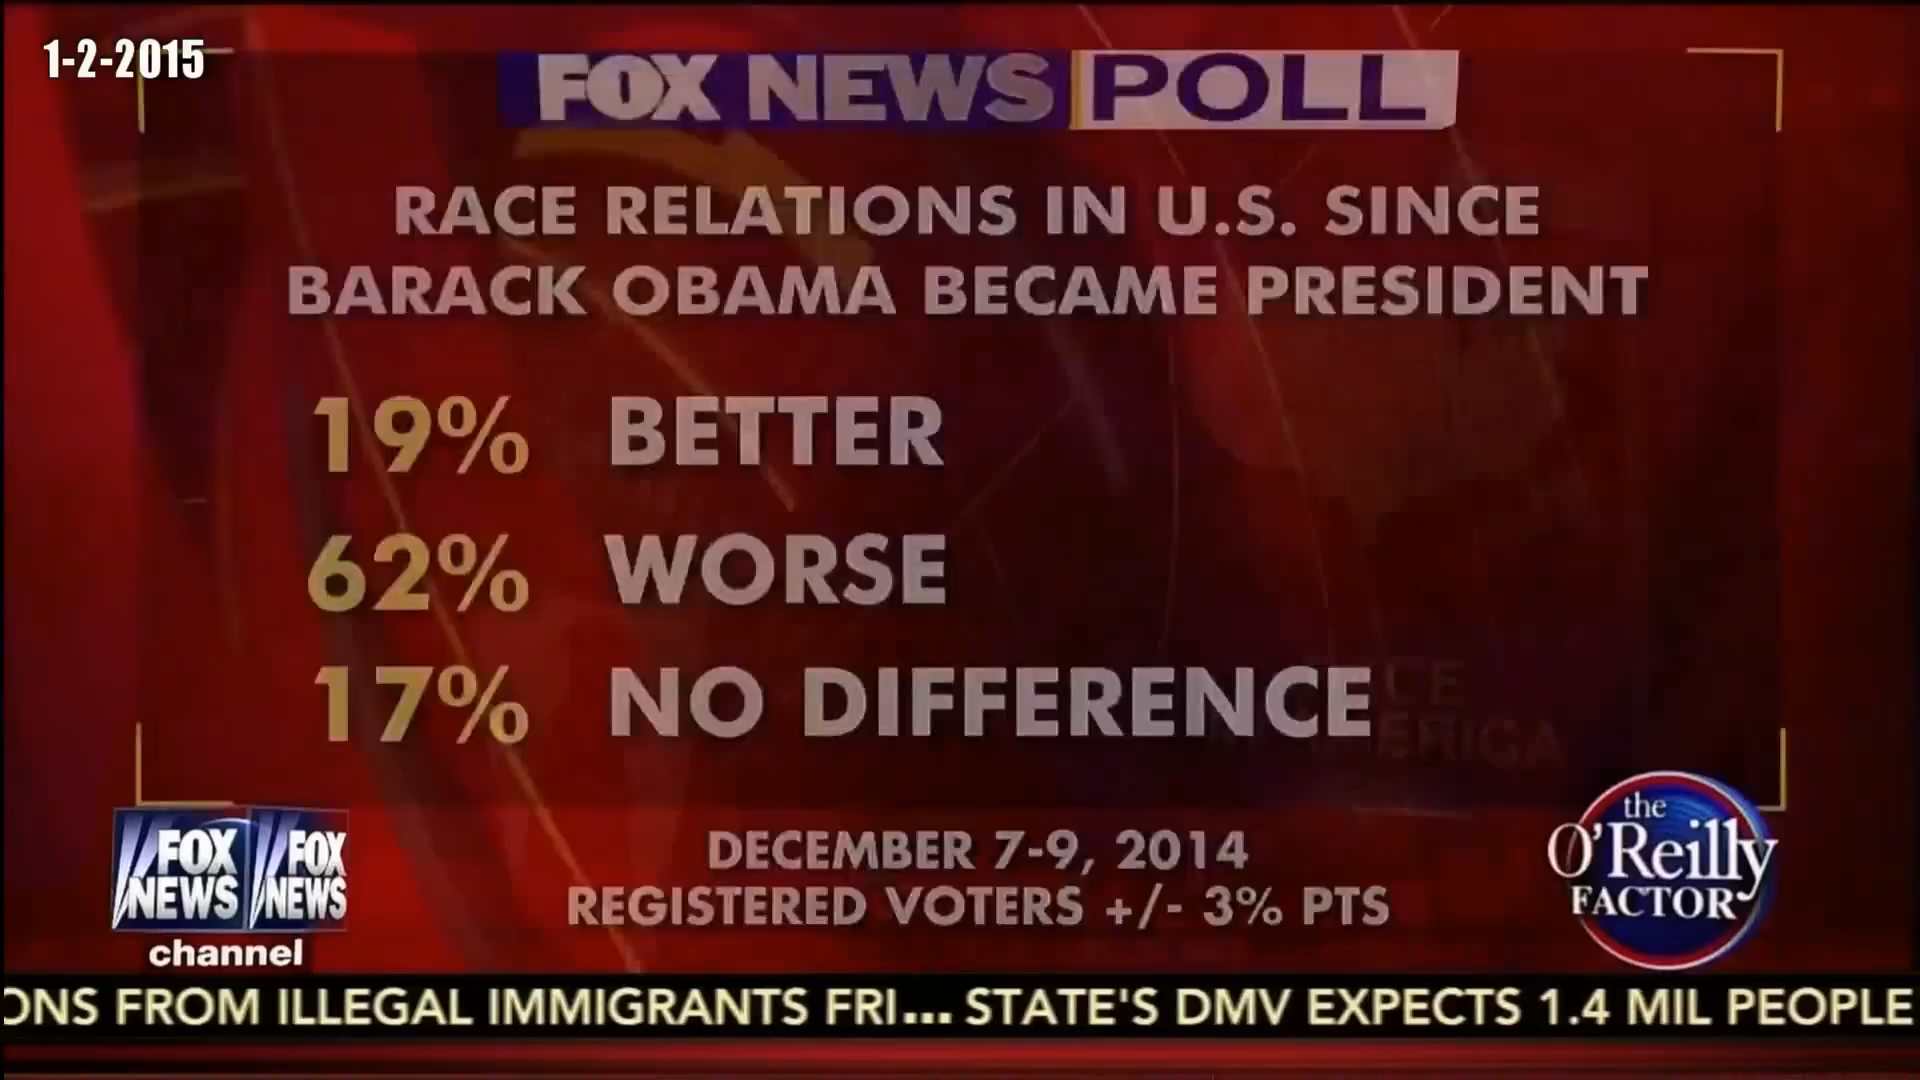 1-2-2015
FOX NEWS POLL
RACE RELATIONS IN U.S. SINCE
BARACK OBAMA BECAME PRESIDENT
19% BETTER
62% WORSE
17% NO DIFFERENCE
DECEMBER 7-9, 2014
REGISTERED VOTERS +/- 3% PTS
FOX
NEWS
FOX
NEWS
channel
the
O'Reilly
FACTOR
ONS FROM ILLEGAL IMMIGRANTS FRI... STATE'S DMV EXPECTS 1.4 MIL PEOPLE